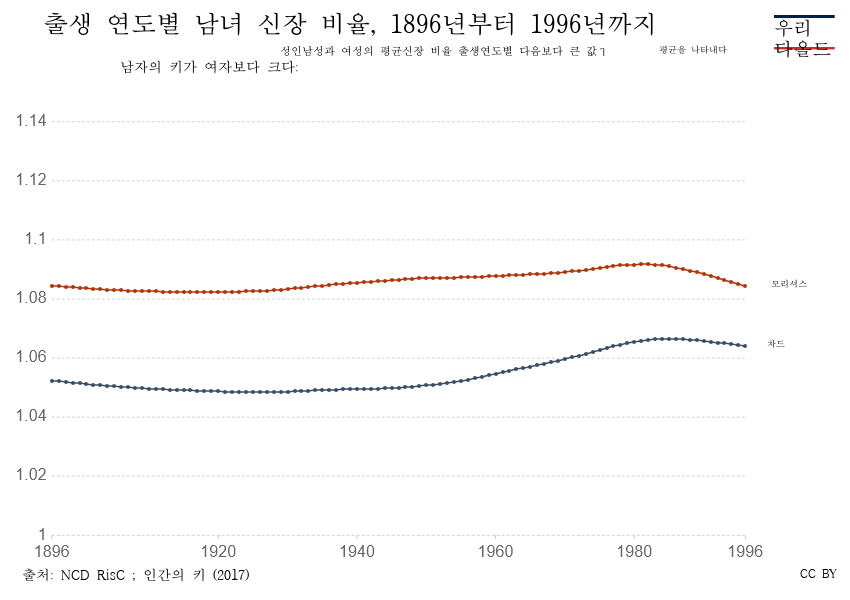 출생 연도별 남녀 신장 비율, 1896년부터 1996년까지
우리
다울드
성인남성과 여성의 평균신장 비율 출생연도별 다음보다 큰 값ㄱ 평균을 나타내다
남자의 키가 여자보다 크다:
1.14
1.12
1.1
1.08
모리셔스
1.06
차드
1.04
1.02
1
1896 1920 1940 1960 1980 1996
출처: NCD RisC ; 인간의 키 (2017)
CC BY